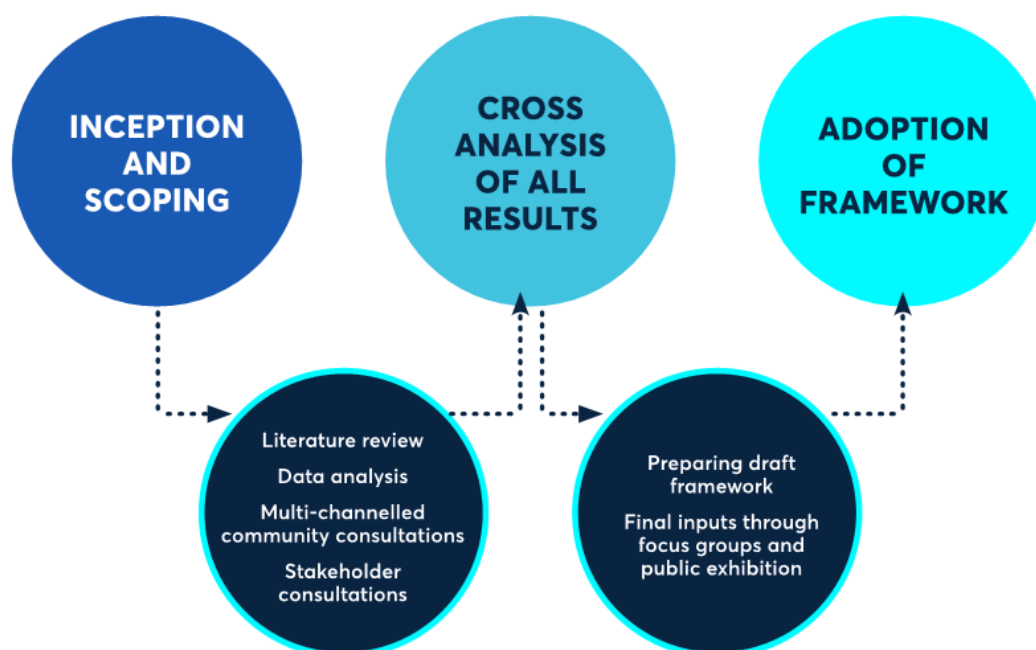 INCEPTION
AND
SCOPING
Literature review
Data analysis
Multi-channelled
community consultations
Stakeholder
consultations
CROSS
ANALYSIS
OF ALL
RESULTS
Preparing draft
framework
Final inputs through
focus groups and
public exhibition
ADOPTION
OF
FRAMEWORK